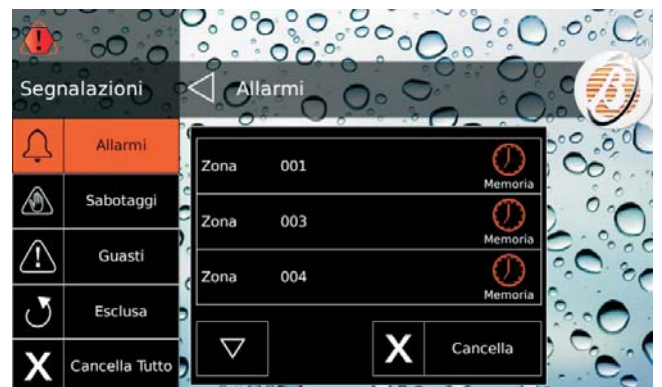 Segnalazioni
Allarmi
Allarmi
Sabotaggi
Guasti
Esclusa
X Cancella Tutto
Zona 001
Memoria
Zona 003
Memoria
Zona 004
Memoria
X Cancella